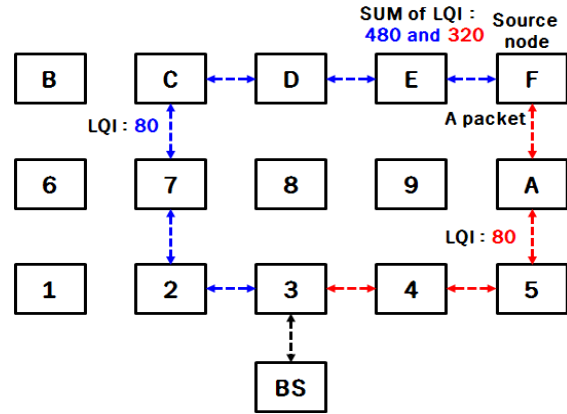 SUM of LQI :
480 and 320
Source
node
B
C
D
E
F
LQI : 80
A packet
6
7
8
9
A
LQI : 80
1
2
3
4
5
BS